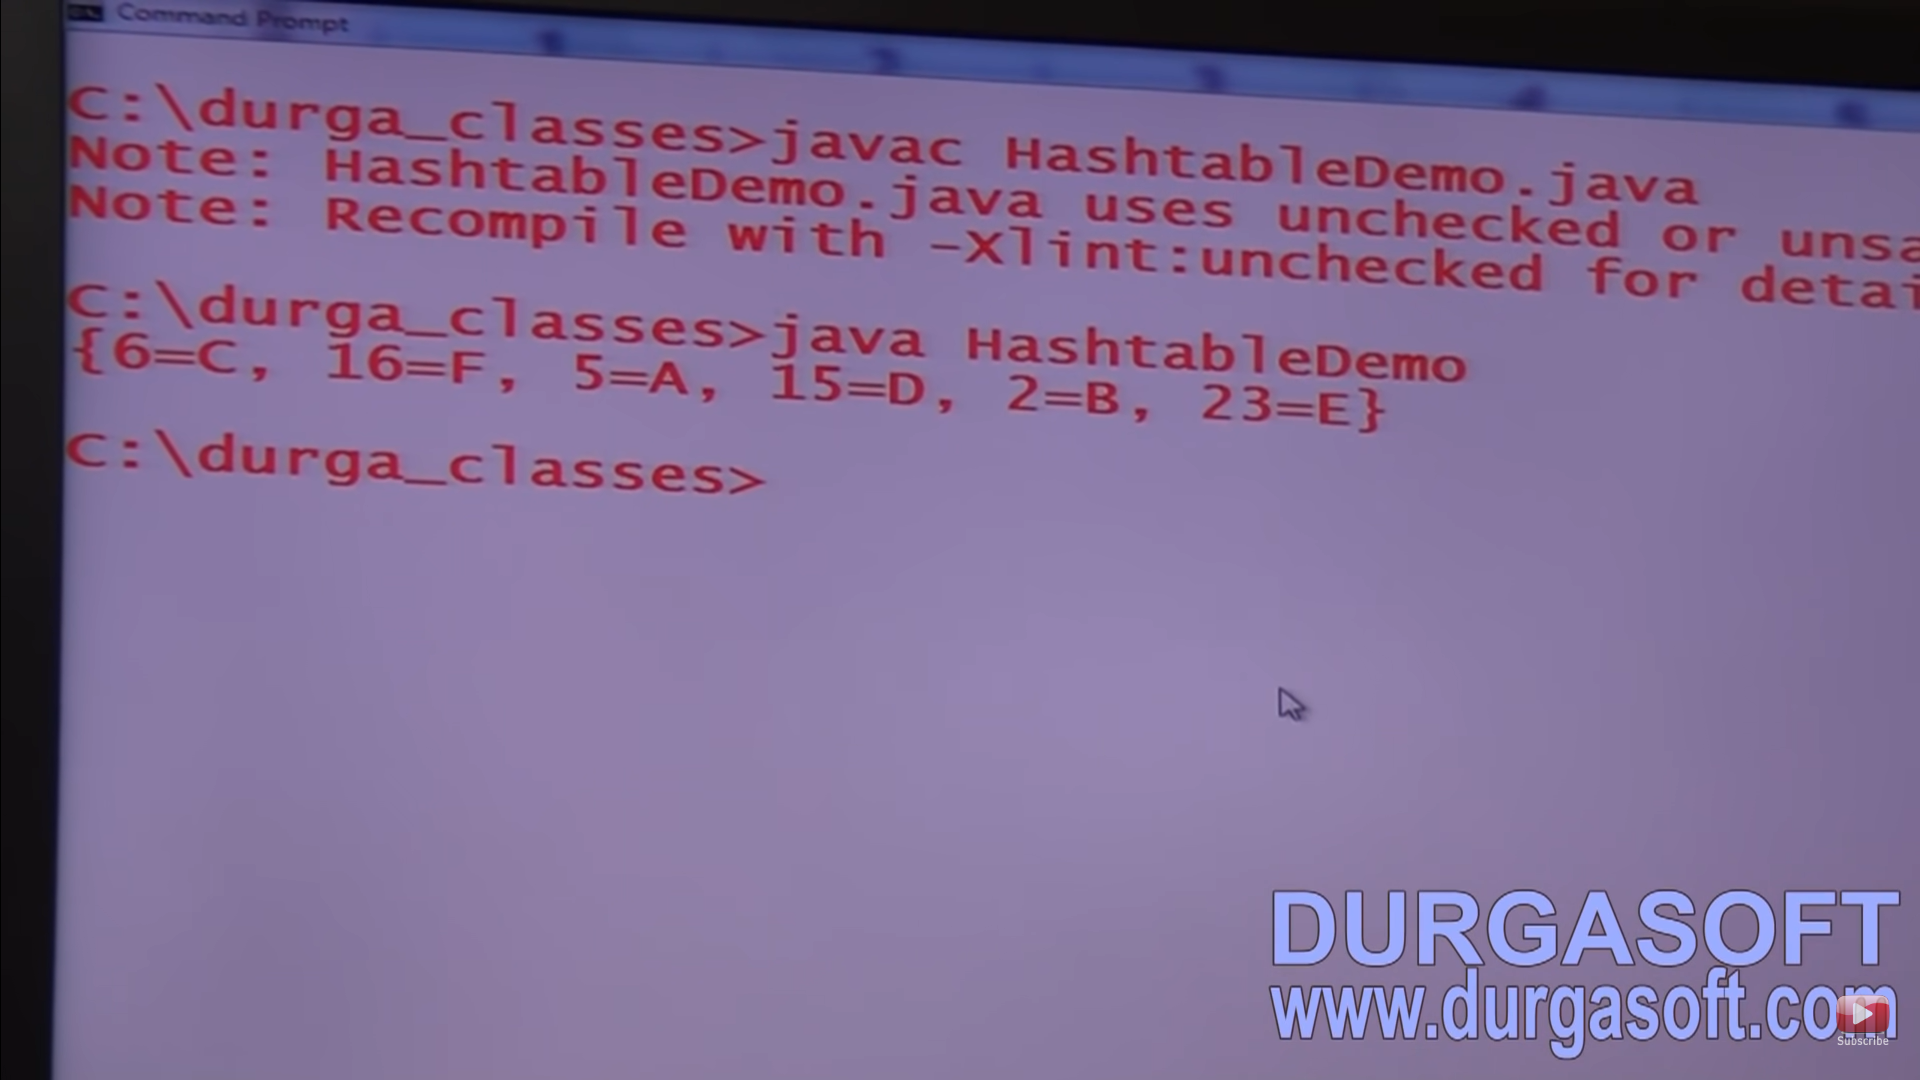 Command Prompt
C:\durga_classes>javac HashtableDemo.java
Note: HashtableDemo.java uses unchecked or unsa
Note: Recompile with -Xlint:unchecked for detai
C:\durga_classes>java HashtableDemo
{6=C, 16=F, 5=A, 15=D, 2=B, 23=E}
C:\durga_classes>
DURGASOFT
www.durgasoft.com
Subscribe